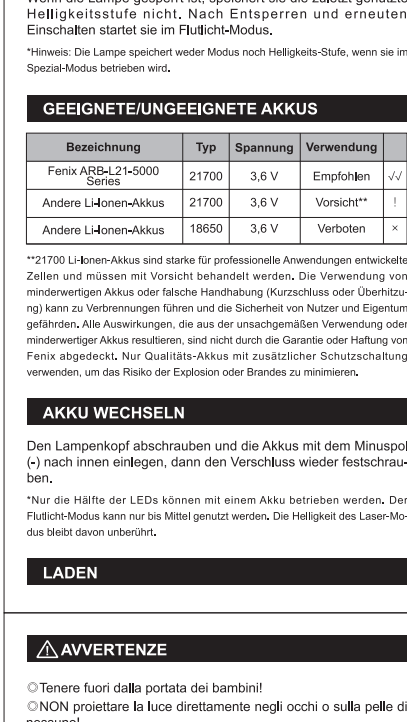 Wenn die Lampe gesperrt ist, speichert sie die zuletzt genutzte
Helligkeitsstufe nicht. Nach Entsperren und erneuten
Einschalten startet sie im Flutlicht-Modus.
*Hinweis: Die Lampe speichert weder Modus noch Helligkeits-Stufe, wenn sie im
Spezial-Modus betrieben wird.
GEEIGNETE/UNGEEIGNETE AKKUS
Bezeichnung Typ Spannung Verwendung
Fenix ARB-L21-5000 Series 21700 3,6 V Empfohlen √√
Andere Li-Ionen-Akkus 21700 3,6 V Vorsicht** !
Andere Li-Ionen-Akkus 18650 3,6 V Verboten ×
**21700 Li-Ionen-Akkus sind starke für professionelle Anwendungen entwickelte
Zellen und müssen mit Vorsicht behandelt werden. Die Verwendung von
minderwertigen Akkus oder falsche Handhabung (Kurzschluss oder Überhitzu-
ng) kann zu Verbrennungen führen und die Sicherheit von Nutzer und Eigentum
gefährden. Alle Auswirkungen, die aus der unsachgemäßen Verwendung oder
minderwertiger Akkus resultieren, sind nicht durch die Garantie oder Haftung von
Fenix abgedeckt. Nur Qualitäts-Akkus mit zusätzlicher Schutzschaltung
verwenden, um das Risiko der Explosion oder Brandes zu minimieren.
AKKU WECHSELN
Den Lampenkopf abschrauben und die Akkus mit dem Minuspol
(-) nach innen einlegen, dann den Verschluss wieder festschrau-
ben.
*Nur die Hälfte der LEDs können mit einem Akku betrieben werden. Der
Flutlicht-Modus kann nur bis Mittel genutzt werden. Die Helligkeit des Laser-Mo-
dus bleibt davon unberührt.
LADEN
⚠ AVVERTENZE
◎Tenere fuori dalla portata dei bambini!
◎NON proiettare la luce direttamente negli occhi o sulla pelle di
nessuno!